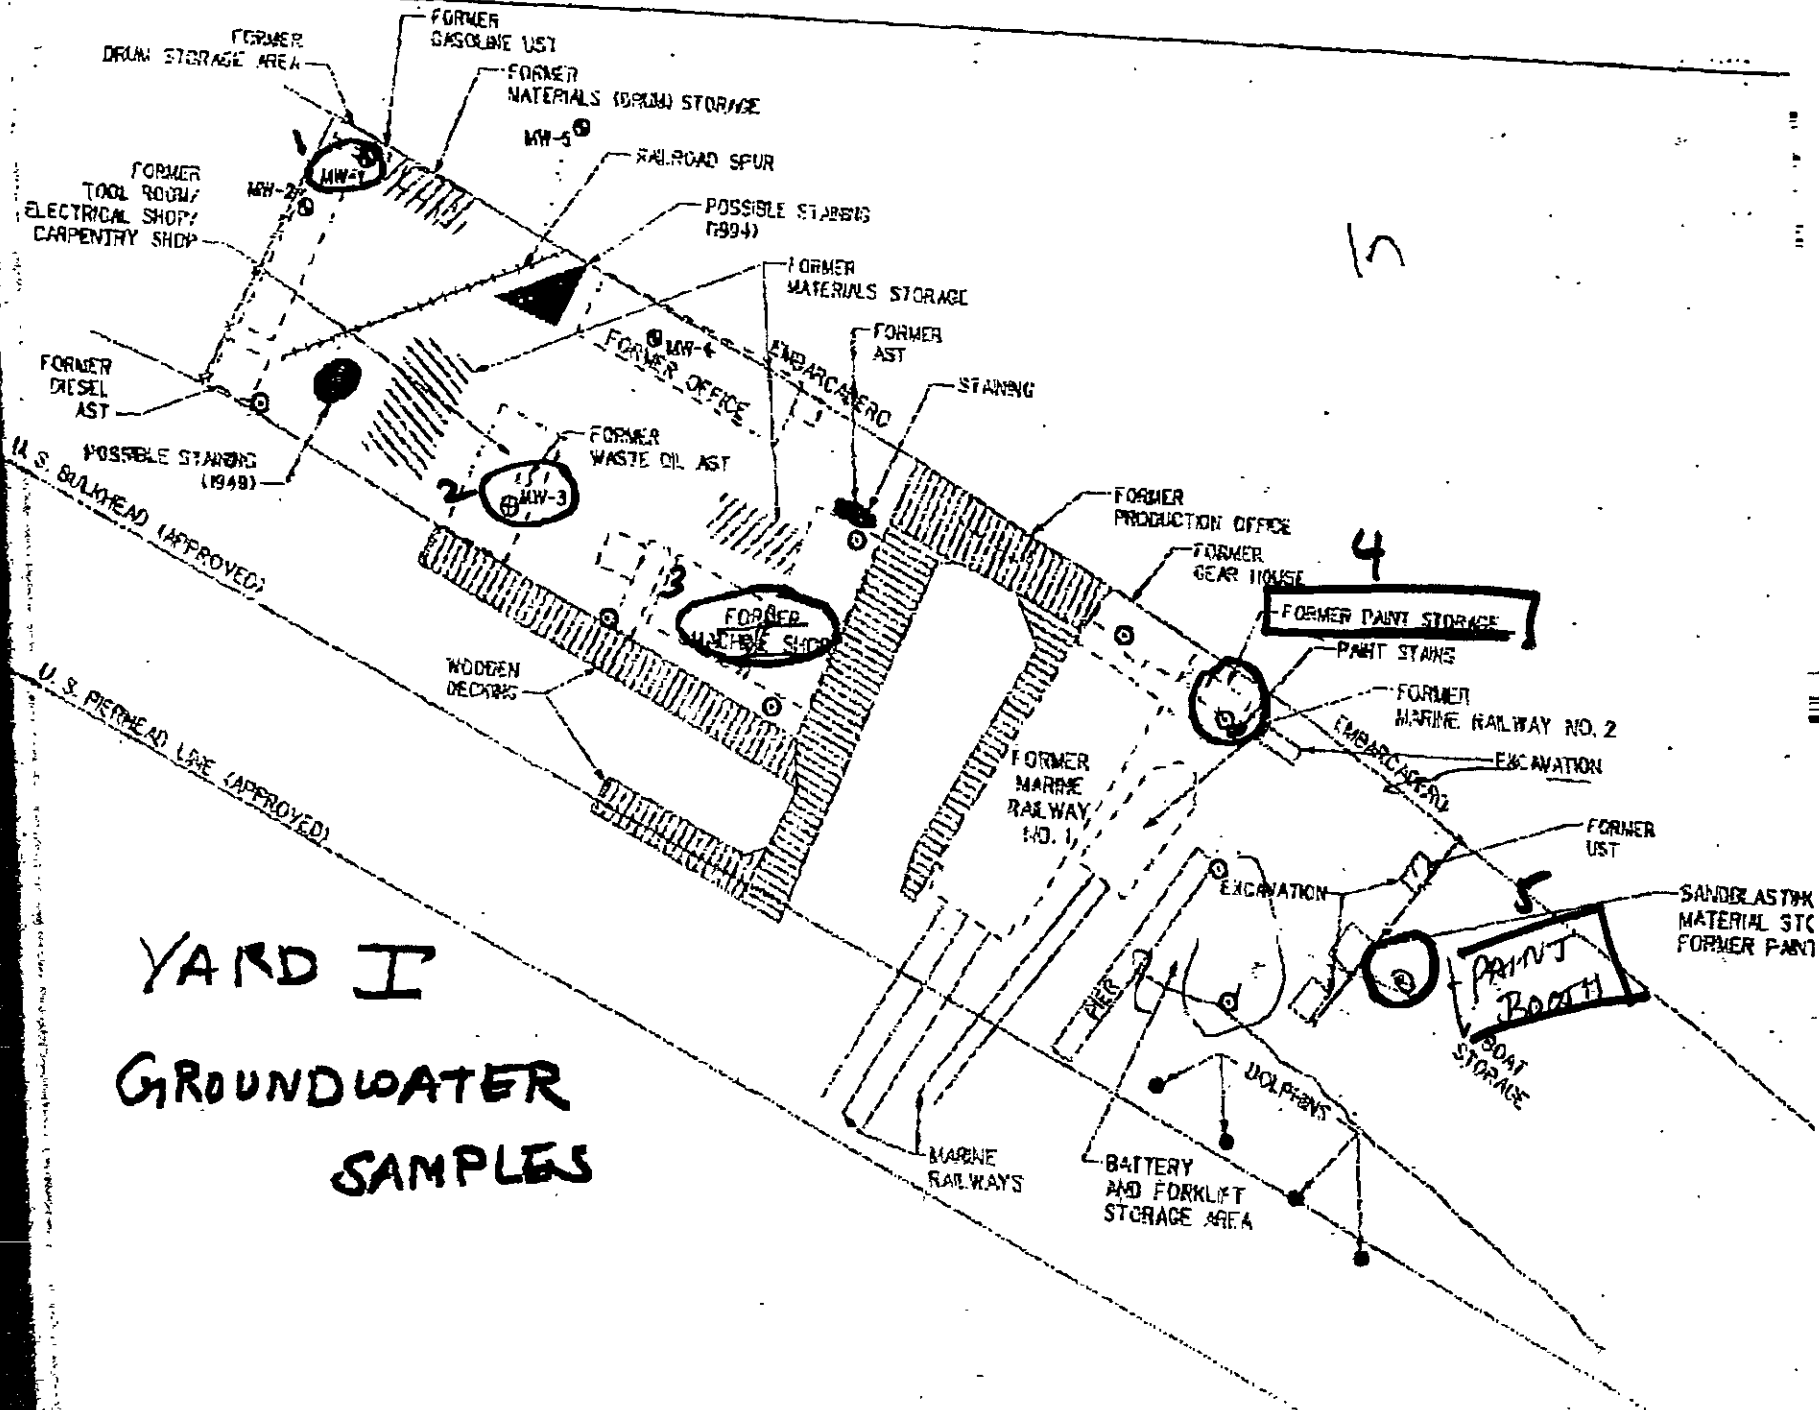 FORMER
GASOLINE UST
FORMER
DRUM STORAGE AREA
FORMER
MATERIALS (DRUM) STORAGE
MW-5
RAILROAD SPUR
1
MW-1
FORMER
TOOL ROOM/
ELECTRICAL SHOP/
CARPENTRY SHOP
MW-2
POSSIBLE STAINING
(1994)
FORMER
MATERIALS STORAGE
FORMER
AST
MW-4
FORMER OFFICE
EMBARCADERO
STAINING
FORMER
DIESEL
AST
POSSIBLE STAINING
(1949)
FORMER
WASTE OIL AST
2
MW-3
U. S. BULKHEAD (APPROVED)
FORMER
PRODUCTION OFFICE
FORMER
GEAR HOUSE
4
FORMER PAINT STORAGE
PAINT STAINS
3
FORMER
MACHINE SHOP
WOODEN
DECKING
U. S. PIERHEAD LINE (APPROVED)
FORMER
MARINE RAILWAY NO. 2
EMBARCADERO
EXCAVATION
FORMER
MARINE
RAILWAY
NO. 1
FORMER
UST
EXCAVATION
5
SANDBLASTIN
MATERIAL STO
FORMER PAINT
PAINT
BOOTH
BOAT
STORAGE
PIER
DOLPHINS
MARINE
RAILWAYS
BATTERY
AND FORKLIFT
STORAGE AREA
YARD I
GROUNDWATER
SAMPLES